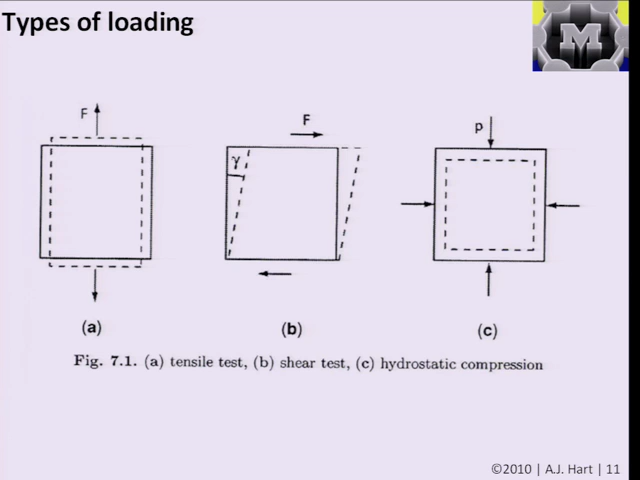 Types of loading
M
F
F
γ
p
(a)
(b)
(c)
Fig. 7.1. (a) tensile test, (b) shear test, (c) hydrostatic compression
©2010 | A.J. Hart | 11